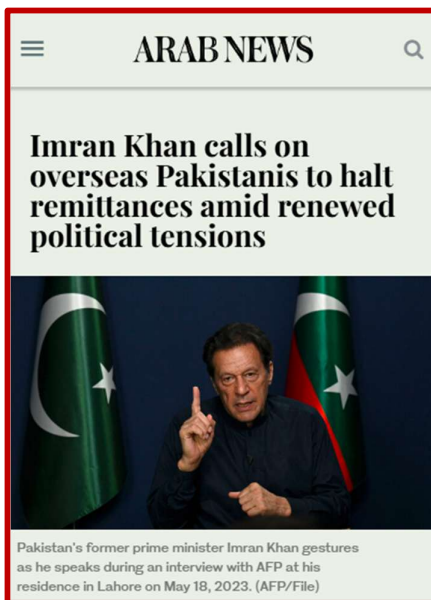 ARAB NEWS
Imran Khan calls on
overseas Pakistanis to halt
remittances amid renewed
political tensions
Pakistan's former prime minister Imran Khan gestures
as he speaks during an interview with AFP at his
residence in Lahore on May 18, 2023. (AFP/File)